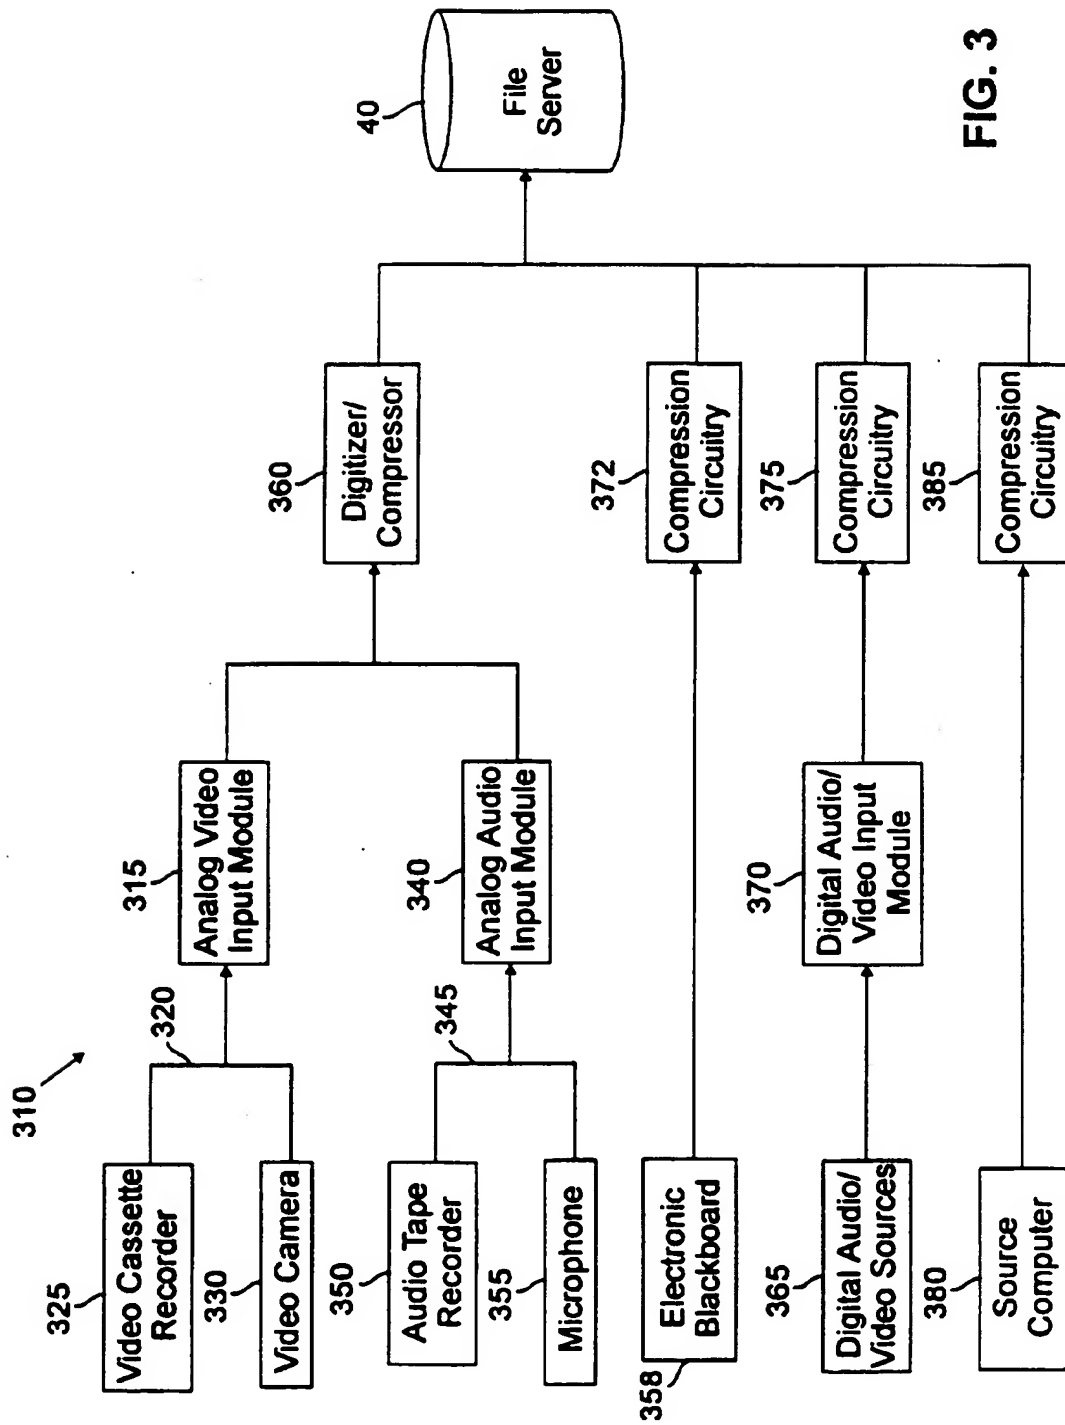 310
325
Video Cassette
Recorder
330
Video Camera
320
315
Analog Video
Input Module
350
Audio Tape
Recorder
355
Microphone
345
340
Analog Audio
Input Module
360
Digitizer/
Compressor
40
File
Server
358
Electronic
Blackboard
372
Compression
Circuitry
365
Digital Audio/
Video Sources
370
Digital Audio/
Video Input
Module
375
Compression
Circuitry
380
Source
Computer
385
Compression
Circuitry
FIG. 3